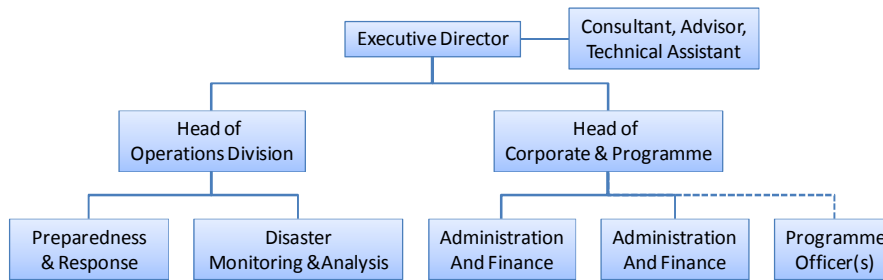 Executive Director
Consultant, Advisor,
Technical Assistant
Head of
Operations Division
Head of
Corporate & Programme
Preparedness
& Response
Disaster
Monitoring &Analysis
Administration
And Finance
Administration
And Finance
Programme
Officer(s)